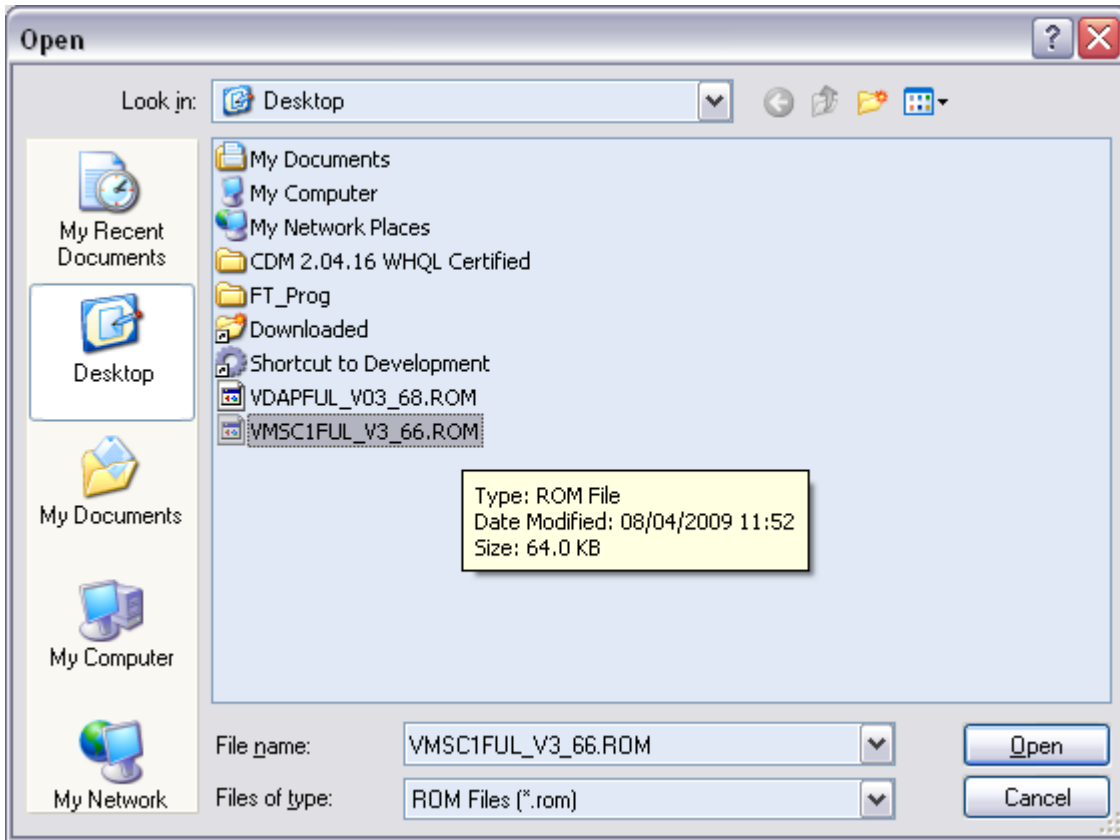 Open
Look in:
Desktop
My Recent
Documents
Desktop
My Documents
My Computer
My Network
My Documents
My Computer
My Network Places
CDM 2.04.16 WHQL Certified
FT_Prog
Downloaded
Shortcut to Development
VDAPFUL_V03_68.ROM
VMSC1FUL_V3_66.ROM
Type: ROM File
Date Modified: 08/04/2009 11:52
Size: 64.0 KB
File name:
VMSC1FUL_V3_66.ROM
Open
Files of type:
ROM Files (*.rom)
Cancel